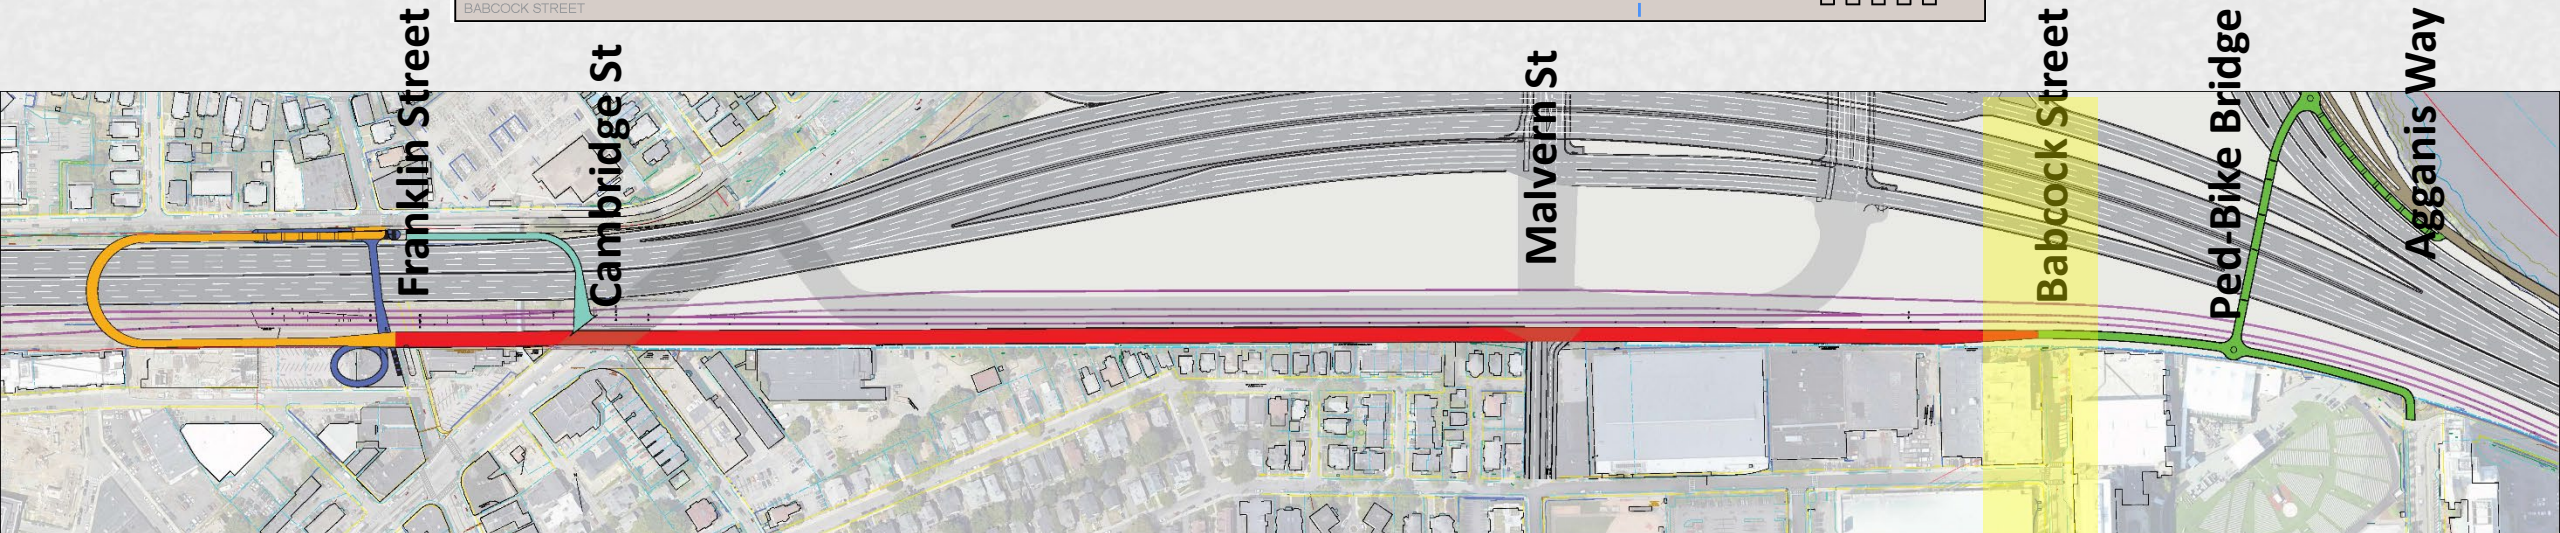 BABCOCK STREET
Franklin Street
Cambridge St
Malvern St
Babcock Street
Ped-Bike Bridge
Agganis Way